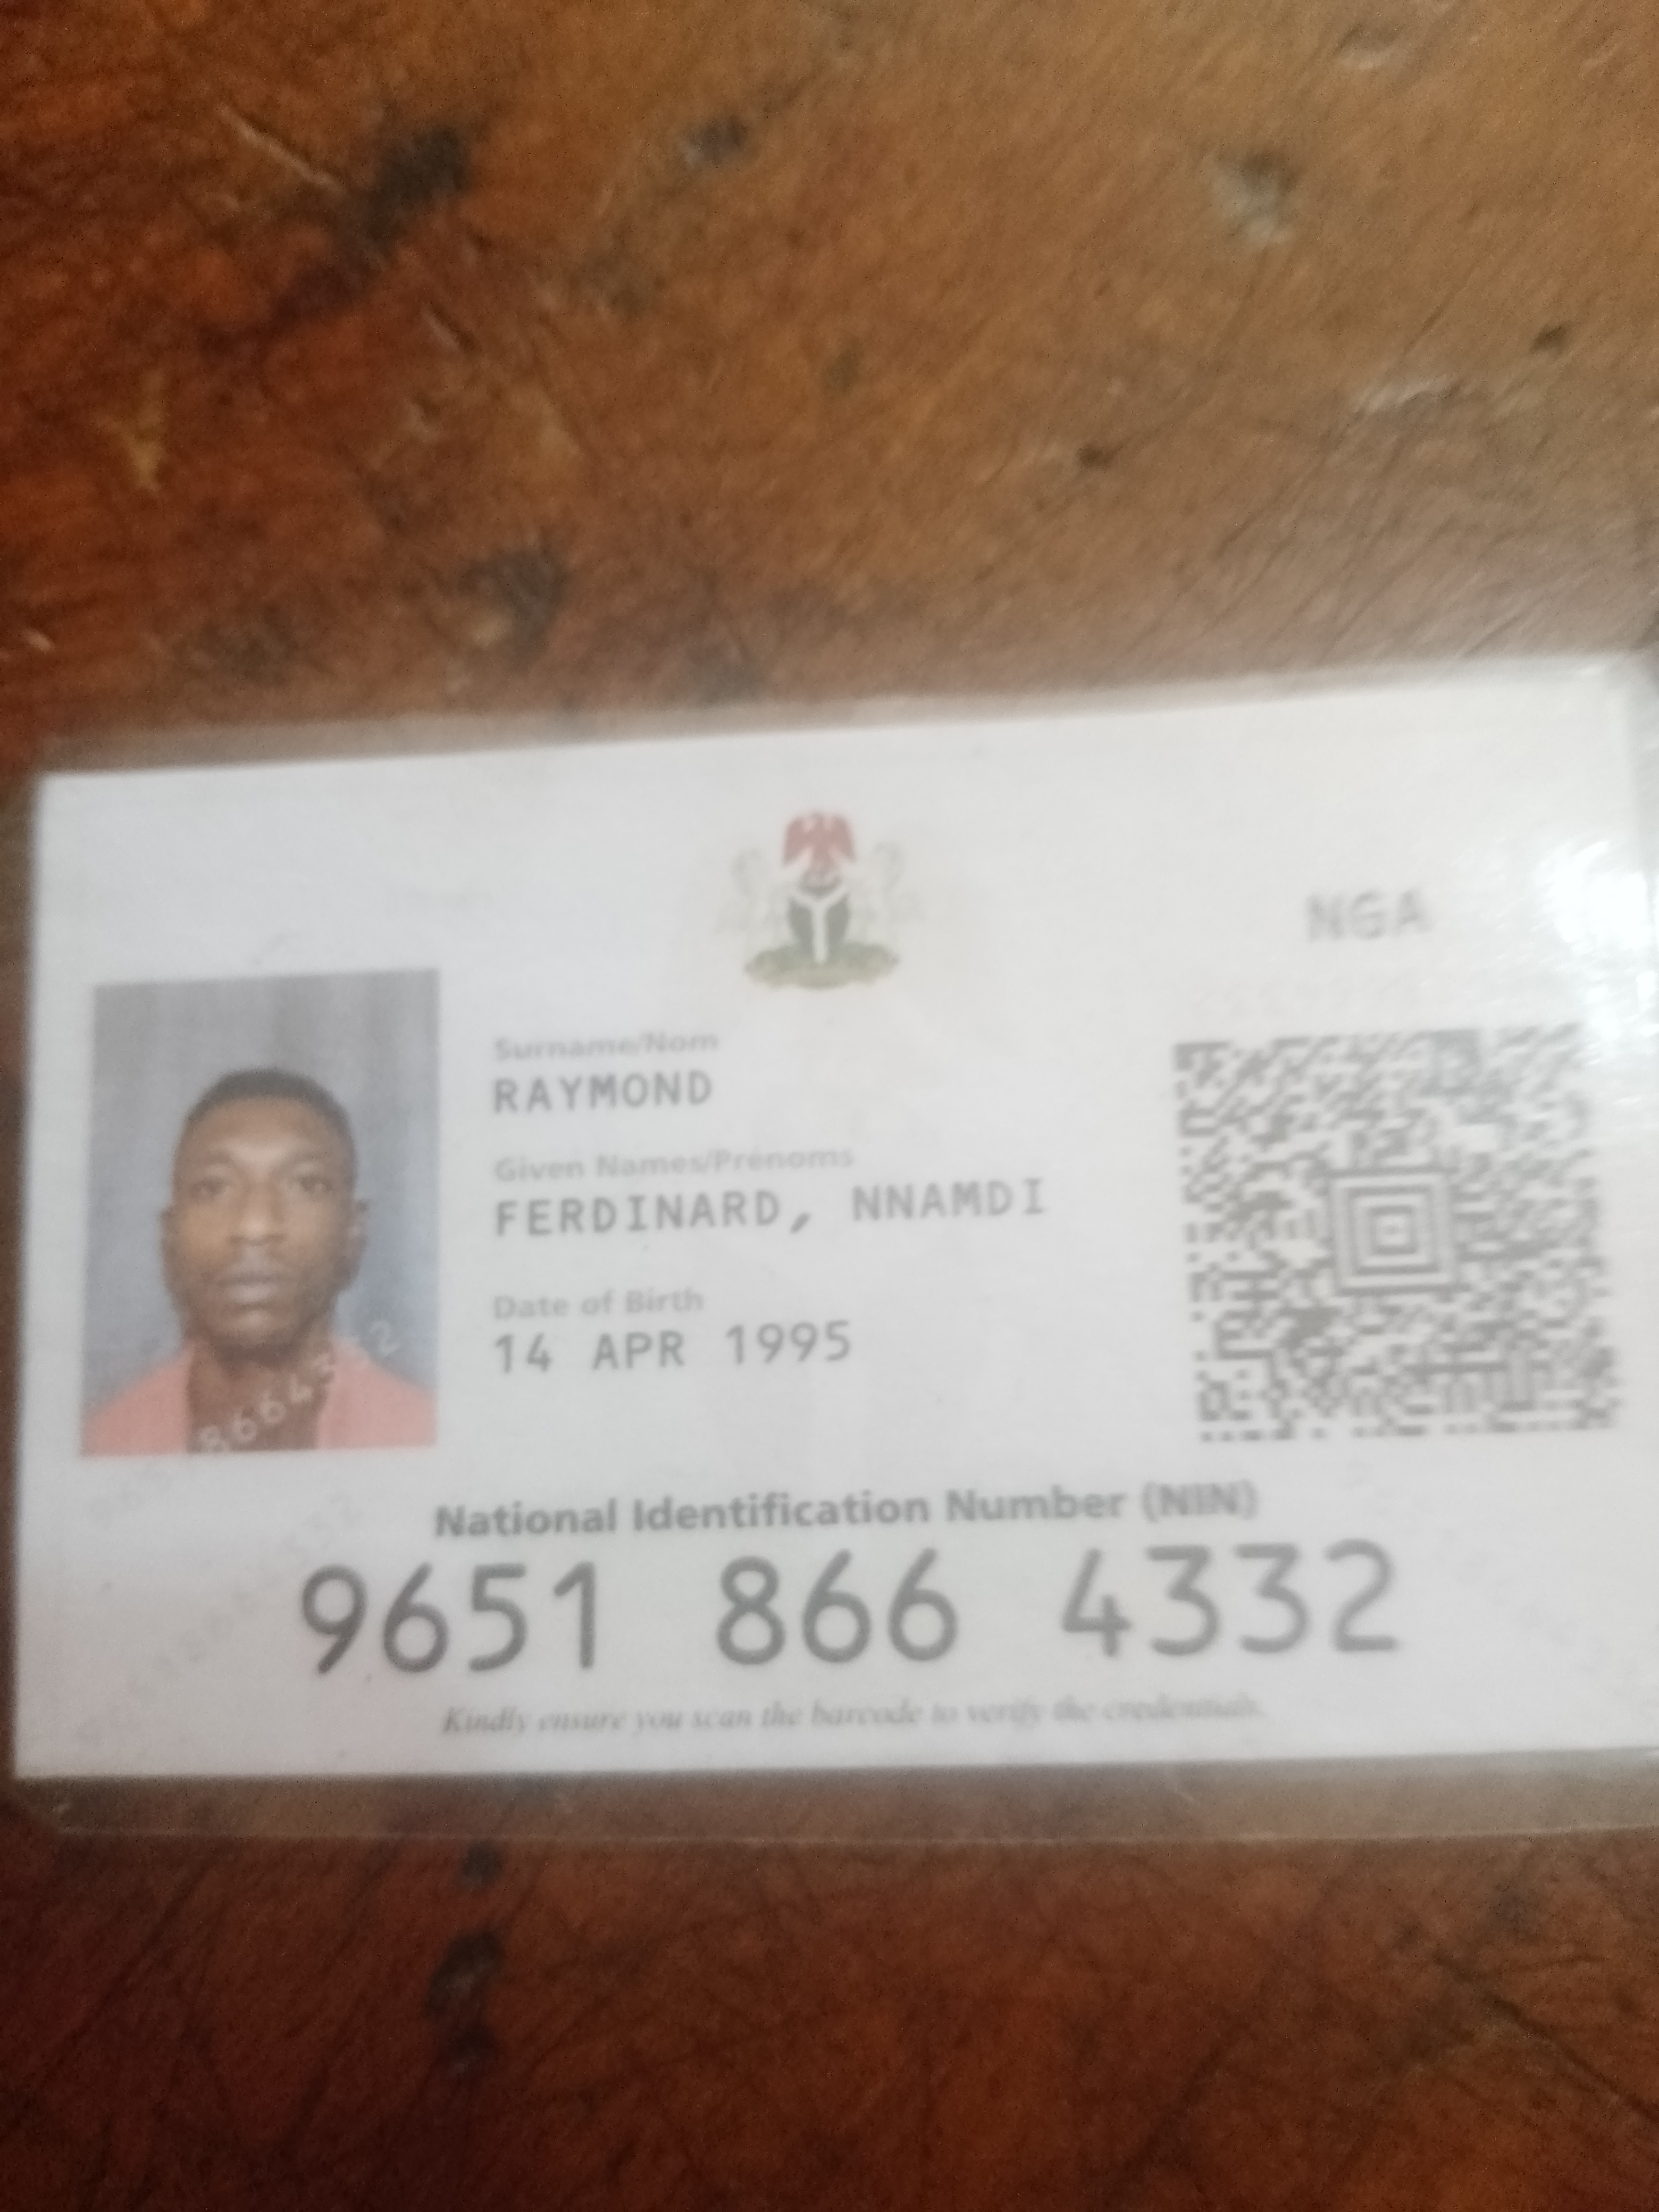 NGA
Surname/Nom
RAYMOND
Given Names/Prénoms
FERDINARD, NNAMDI
Date of Birth
14 APR 1995
National Identification Number (NIN)
9651 866 4332
Kindly ensure you scan the barcode to verify the credentials.